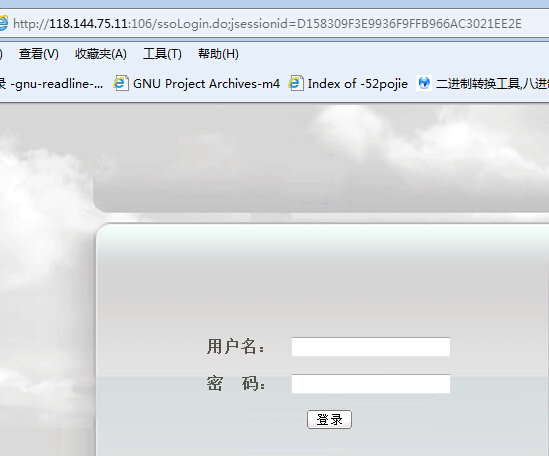 http://118.144.75.11:106/ssoLogin.do;jsessionid=D158309F3E9936F9FFB966AC3021EE2E
) 查看(V) 收藏夹(A) 工具(T) 帮助(H)
录 -gnu-readline-... GNU Project Archives-m4 Index of -52pojie 二进制转换工具,八进制
用户名：
密 码：
登录